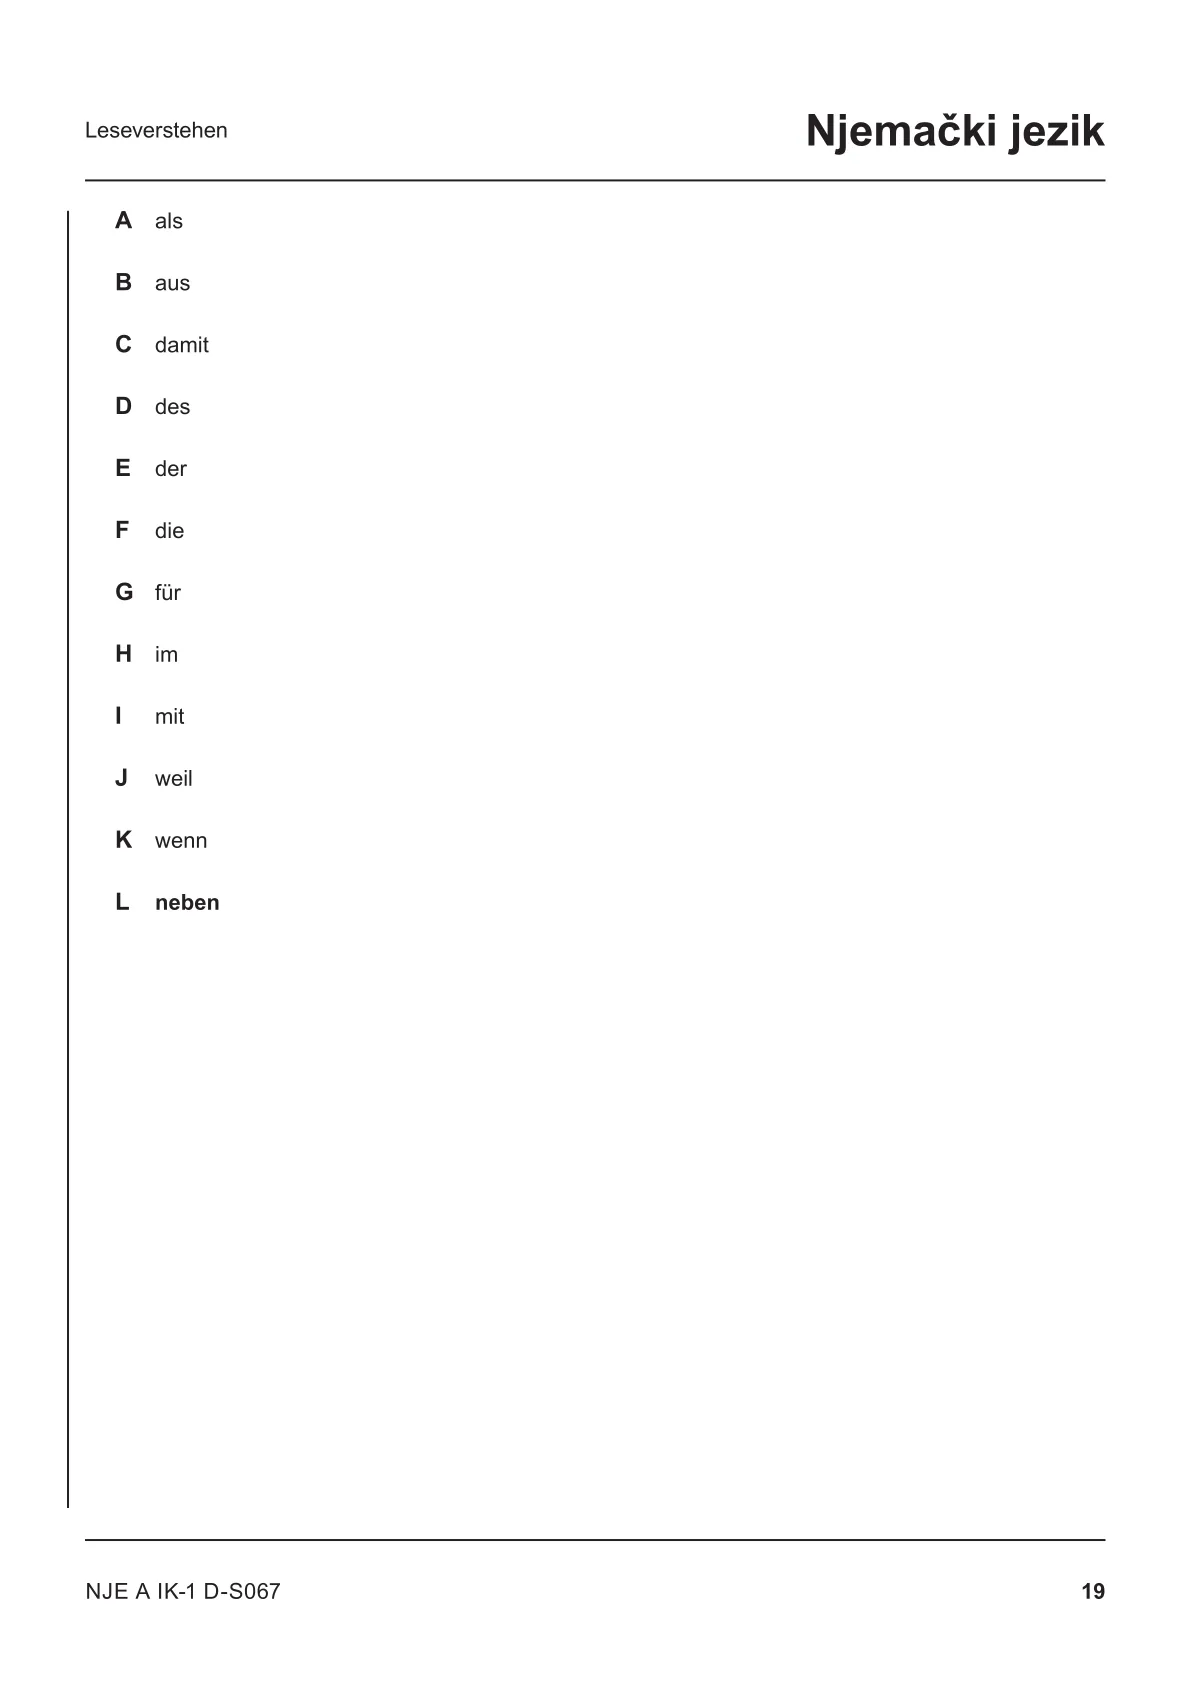 Leseverstehen
Njemački jezik
A als
B aus
C damit
D des
E der
F die
G für
H im
I mit
J weil
K wenn
L neben
NJE A IK-1 D-S067
19